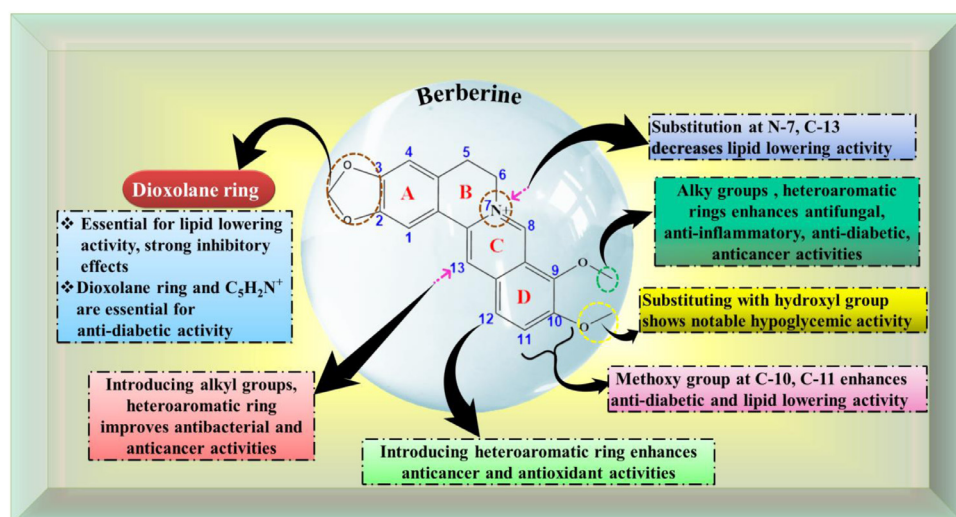 Berberine
Dioxolane ring
❖ Essential for lipid lowering
activity, strong inhibitory
effects
❖ Dioxolane ring and C₅H₂N⁺
are essential for
anti-diabetic activity
Introducing alkyl groups,
heteroaromatic ring
improves antibacterial and
anticancer activities
O
O
3
4
5
6
A
B
7
N+
2
1
8
C
13
9
O
D
12
11
10
O
Substitution at N-7, C-13
decreases lipid lowering activity
Alky groups , heteroaromatic
rings enhances antifungal,
anti-inflammatory, anti-diabetic,
anticancer activities
Substituting with hydroxyl group
shows notable hypoglycemic activity
Methoxy group at C-10, C-11 enhances
anti-diabetic and lipid lowering activity
Introducing heteroaromatic ring enhances
anticancer and antioxidant activities